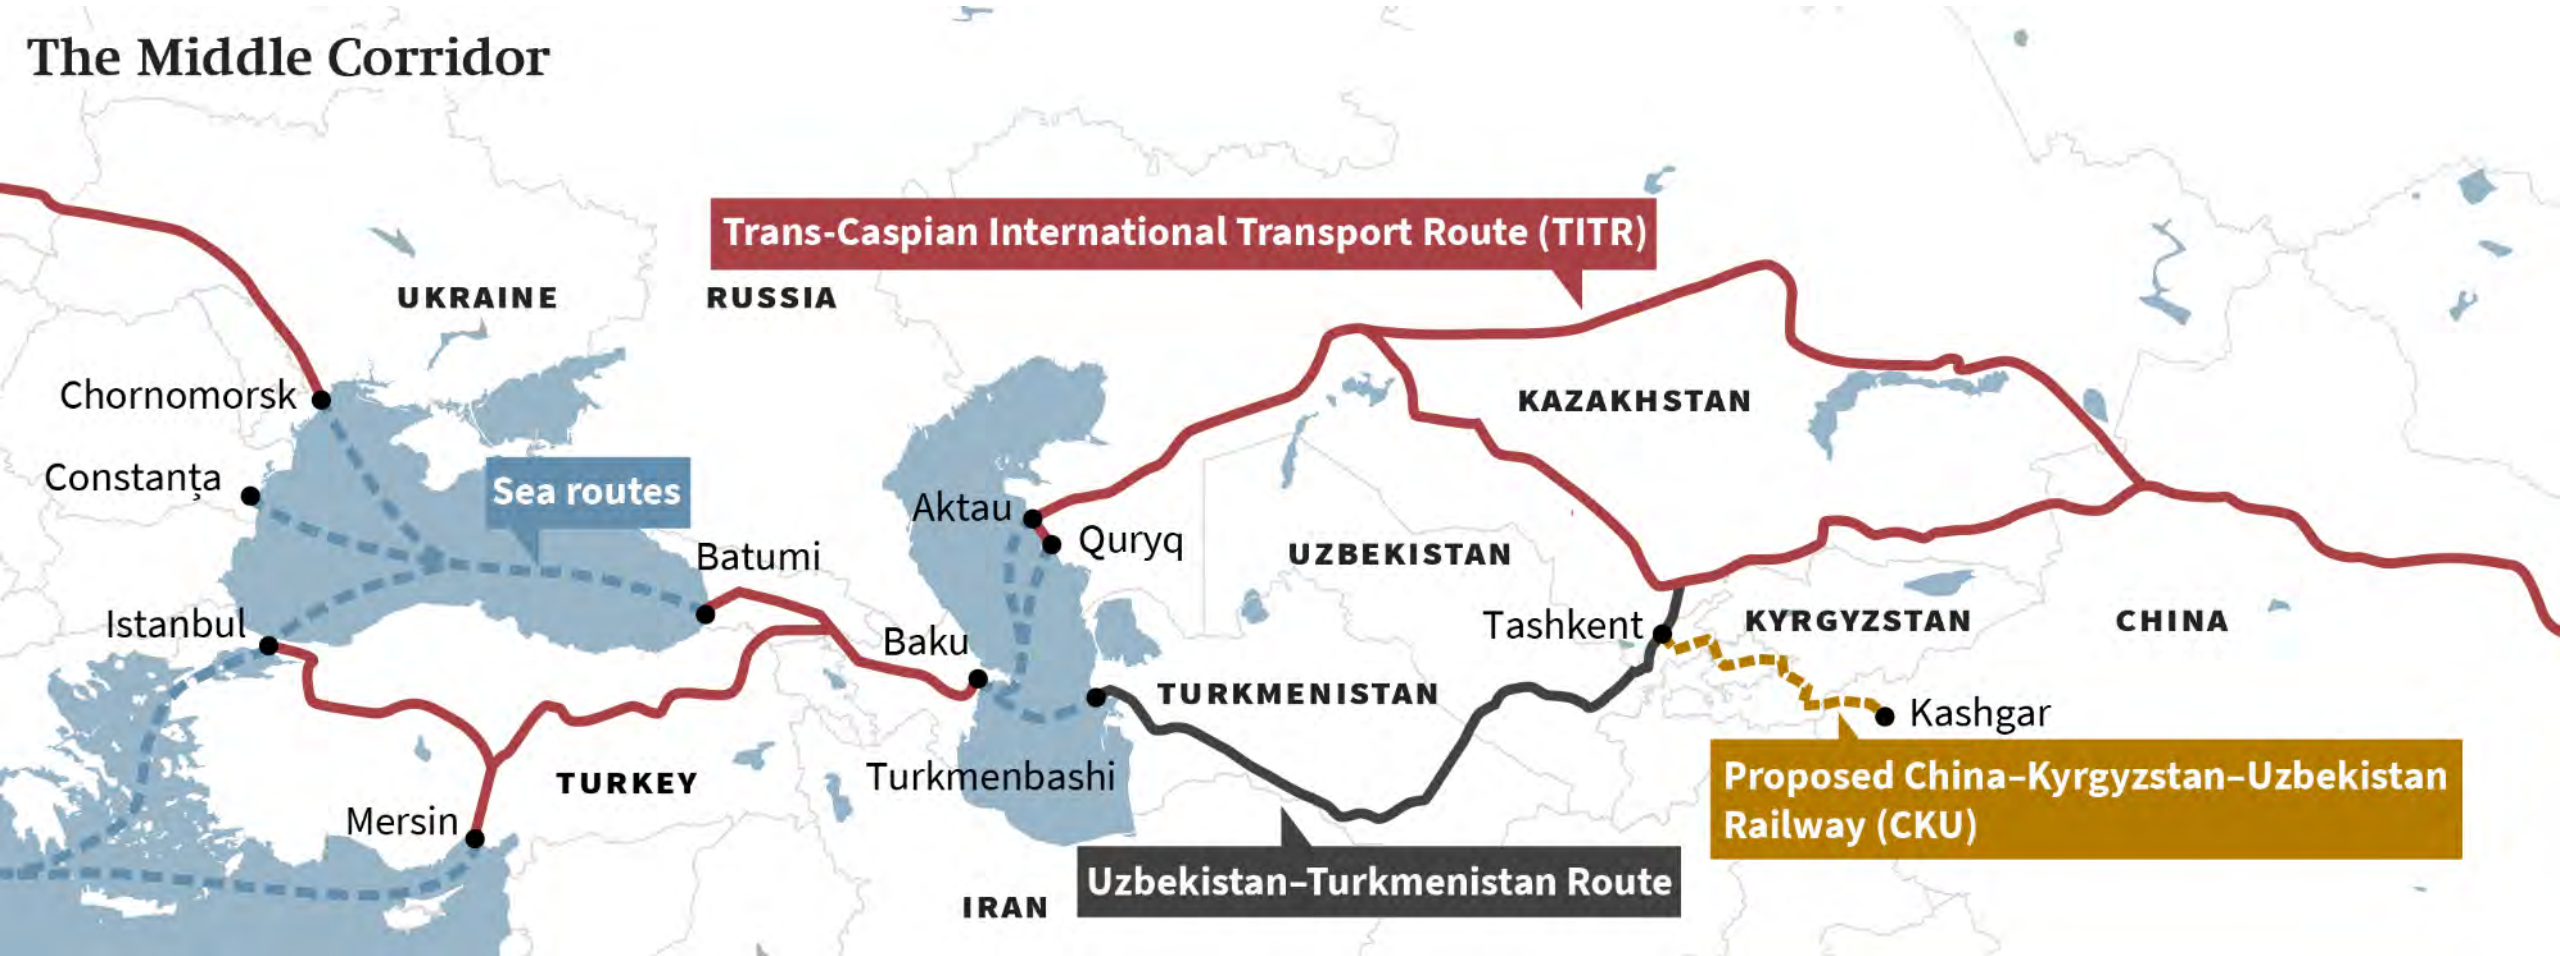 The Middle Corridor
Trans-Caspian International Transport Route (TITR)
UKRAINE
RUSSIA
Chornomorsk
KAZAKHSTAN
Constanța
Sea routes
Aktau
Quryq
Batumi
UZBEKISTAN
Istanbul
Baku
Tashkent
KYRGYZSTAN
CHINA
TURKMENISTAN
Kashgar
TURKEY
Turkmenbashi
Proposed China–Kyrgyzstan–Uzbekistan
Railway (CKU)
Mersin
Uzbekistan–Turkmenistan Route
IRAN